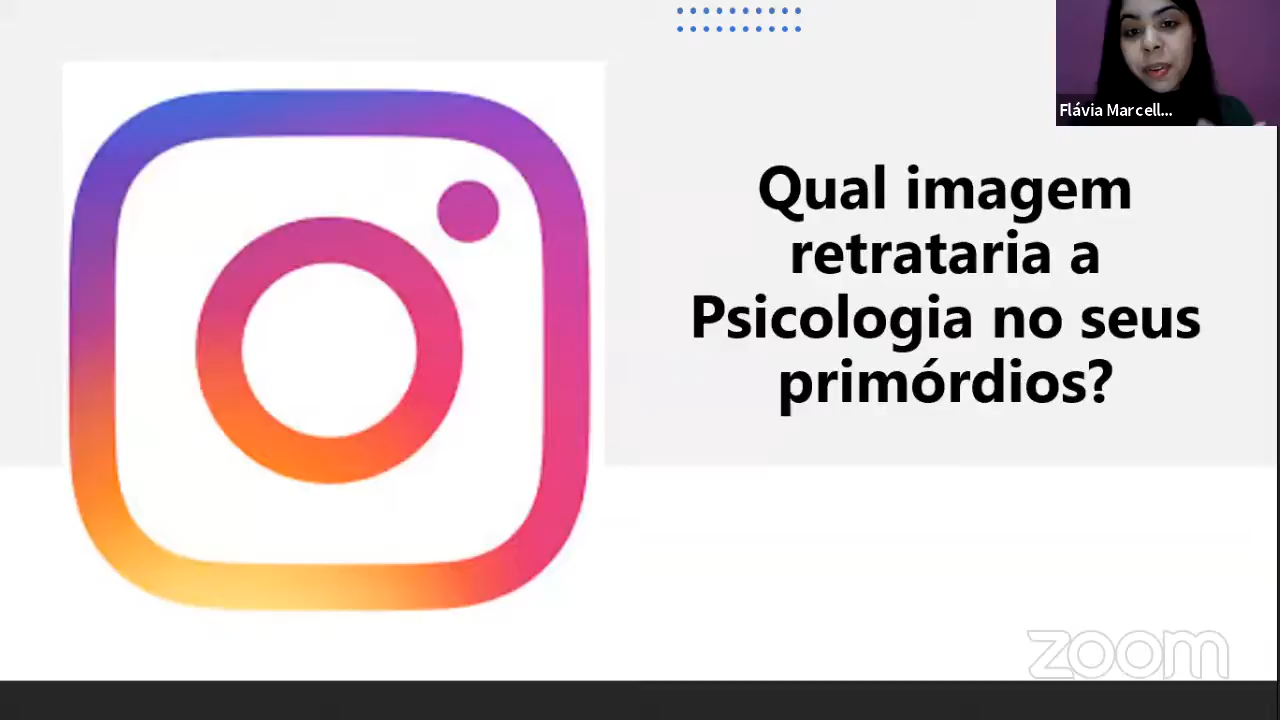 Flávia Marcell...
Qual imagem
retrataria a
Psicologia no seus
primórdios?
zoom